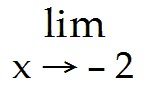 lim
x → – 2